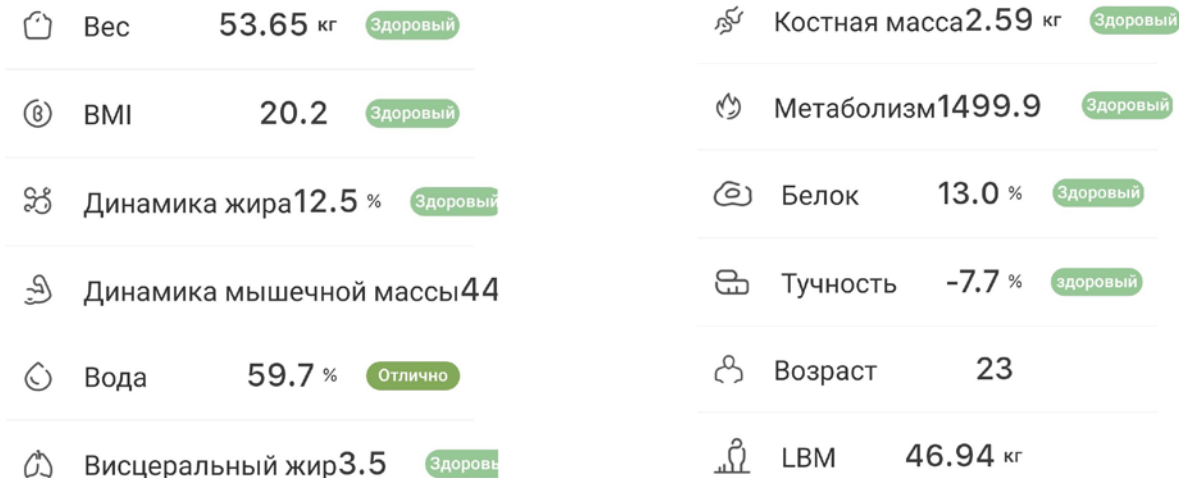 Вес 53.65 кг Здоровый
BMI 20.2 Здоровый
Динамика жира 12.5 % Здоровый
Динамика мышечной массы 44
Вода 59.7 % Отлично
Висцеральный жир 3.5 Здоровь
Костная масса 2.59 кг Здоровый
Метаболизм 1499.9 Здоровый
Белок 13.0 % Здоровый
Тучность -7.7 % здоровый
Возраст 23
LBM 46.94 кг